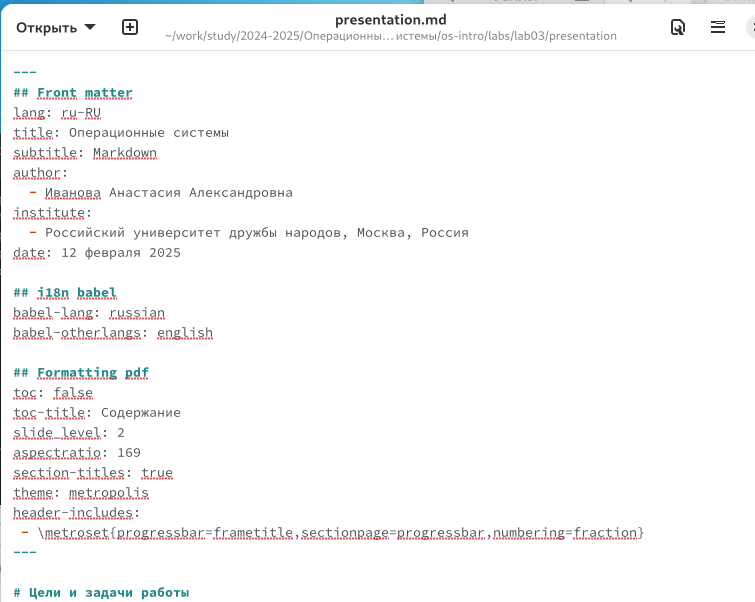 Открыть
presentation.md
~/work/study/2024-2025/Операционны… истемы/os-intro/labs/lab03/presentation
---
## Front matter
lang: ru-RU
title: Операционные системы
subtitle: Markdown
author:
- Иванова Анастасия Александровна
institute:
- Российский университет дружбы народов, Москва, Россия
date: 12 февраля 2025
## i18n babel
babel-lang: russian
babel-otherlangs: english
## Formatting pdf
toc: false
toc-title: Содержание
slide_level: 2
aspectratio: 169
section-titles: true
theme: metropolis
header-includes:
- \metroset{progressbar=frametitle,sectionpage=progressbar,numbering=fraction}
---
# Цели и задачи работы